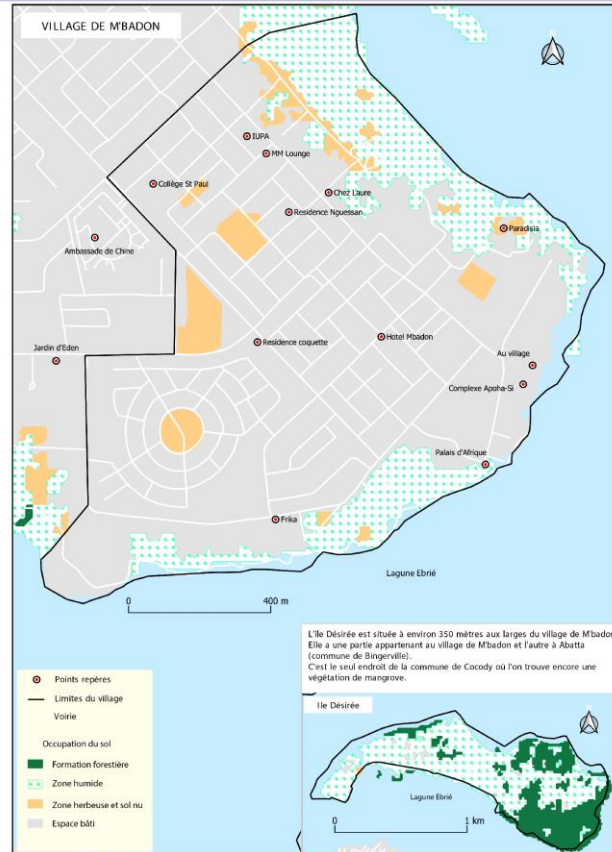 VILLAGE DE M'BADON
IUPA
MM Lounge
Collège St Paul
Chez Laure
Residence Nguessan
Paradisia
Ambassade de Chine
Residence coquette
Hotel Mbadon
Jardin d'Eden
Au village
Complexe Apoha-Si
Palais d'Afrique
Frika
Lagune Ebrié
0 400 m
L'Ile Désirée est située à environ 350 mètres aux larges du village de M'badon
Elle a une partie appartenant au village de M'badon et l'autre à Abatta
(commune de Bingerville).
C'est le seul endroit de la commune de Cocody où l'on trouve encore une
végétation de mangrove.
Points repères
Limites du village
Voirie
Occupation du sol
Formation forestière
Zone humide
Zone herbeuse et sol nu
Espace bâti
Ile Désirée
Lagune Ebrié
0 1 km